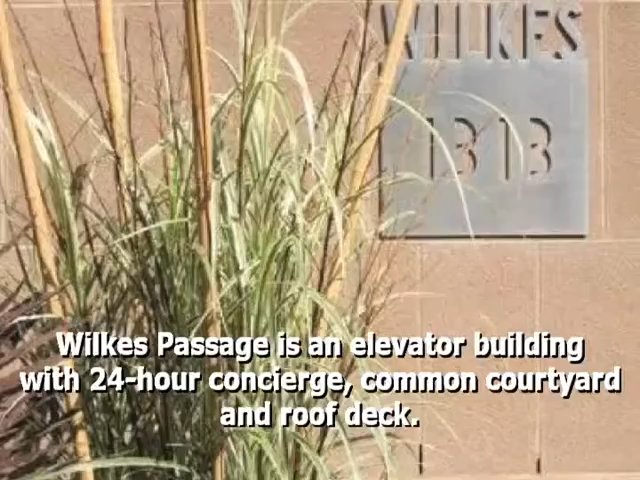 WILKES
1313
Wilkes Passage is an elevator building
with 24-hour concierge, common courtyard
and roof deck.